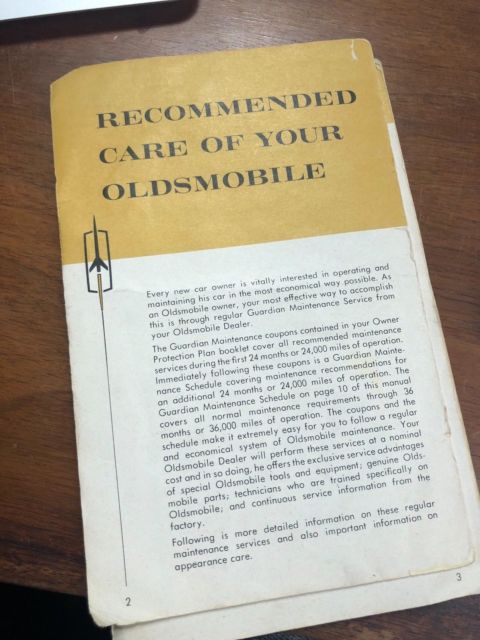 RECOMMENDED
CARE OF YOUR
OLDSMOBILE
Every new car owner is vitally interested in operating and
maintaining his car in the most economical way possible. As
an Oldsmobile owner, your most effective way to accomplish
this is through regular Guardian Maintenance Service from
your Oldsmobile Dealer.
The Guardian Maintenance coupons contained in your Owner
Protection Plan booklet cover all recommended maintenance
services during the first 24 months or 24,000 miles of operation.
Immediately following these coupons is a Guardian Mainte-
nance Schedule covering maintenance recommendations for
an additional 24 months or 24,000 miles of operation. The
Guardian Maintenance Schedule on page 10 of this manual
covers all normal maintenance requirements through 36
months or 36,000 miles of operation. The coupons and the
schedule make it extremely easy for you to follow a regular
and economical system of Oldsmobile maintenance. Your
Oldsmobile Dealer will perform these services at a nominal
cost and in so doing, he offers the exclusive service advantages
of special Oldsmobile tools and equipment; genuine Olds-
mobile parts; technicians who are trained specifically on
Oldsmobile; and continuous service information from the
factory.
Following is more detailed information on these regular
maintenance services and also important information on
appearance care.
2
3